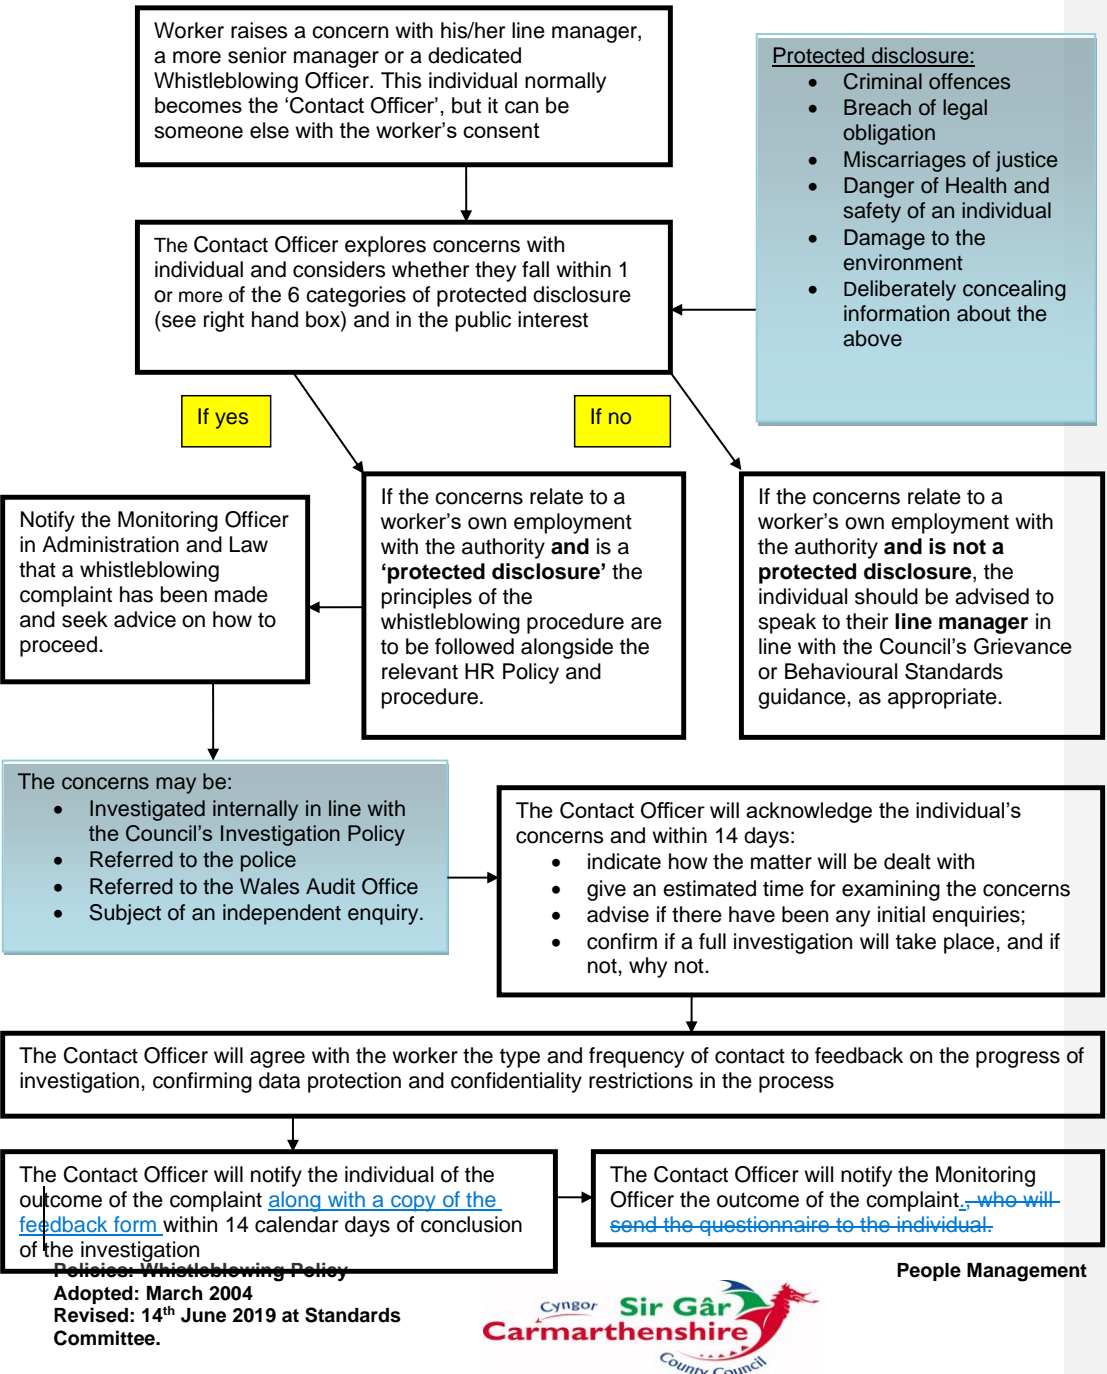 Worker raises a concern with his/her line manager,
a more senior manager or a dedicated
Whistleblowing Officer. This individual normally
becomes the ‘Contact Officer’, but it can be
someone else with the worker’s consent
Protected disclosure:
• Criminal offences
• Breach of legal
obligation
• Miscarriages of justice
• Danger of Health and
safety of an individual
• Damage to the
environment
• Deliberately concealing
information about the
above
The Contact Officer explores concerns with
individual and considers whether they fall within 1
or more of the 6 categories of protected disclosure
(see right hand box) and in the public interest
If yes
If no
Notify the Monitoring Officer
in Administration and Law
that a whistleblowing
complaint has been made
and seek advice on how to
proceed.
If the concerns relate to a
worker’s own employment
with the authority and is a
‘protected disclosure’ the
principles of the
whistleblowing procedure are
to be followed alongside the
relevant HR Policy and
procedure.
If the concerns relate to a
worker’s own employment with
the authority and is not a
protected disclosure, the
individual should be advised to
speak to their line manager in
line with the Council’s Grievance
or Behavioural Standards
guidance, as appropriate.
The concerns may be:
• Investigated internally in line with
the Council’s Investigation Policy
• Referred to the police
• Referred to the Wales Audit Office
• Subject of an independent enquiry.
The Contact Officer will acknowledge the individual’s
concerns and within 14 days:
• indicate how the matter will be dealt with
• give an estimated time for examining the concerns
• advise if there have been any initial enquiries;
• confirm if a full investigation will take place, and if
not, why not.
The Contact Officer will agree with the worker the type and frequency of contact to feedback on the progress of
investigation, confirming data protection and confidentiality restrictions in the process
The Contact Officer will notify the individual of the
outcome of the complaint along with a copy of the
feedback form within 14 calendar days of conclusion
of the investigation
The Contact Officer will notify the Monitoring
Officer the outcome of the complaint., who will
send the questionnaire to the individual.
Policies: Whistleblowing Policy
Adopted: March 2004
Revised: 14th June 2019 at Standards
Committee.
People Management
Cyngor Sir Gâr
Carmarthenshire
County Council